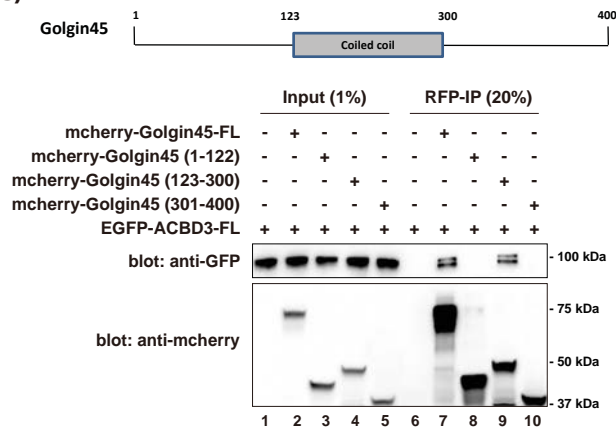 1 123 300 400
Golgin45
Coiled coil
Input (1%) RFP-IP (20%)
mcherry-Golgin45-FL - + - - - - + - - -
mcherry-Golgin45 (1-122) - - + - - - - + - -
mcherry-Golgin45 (123-300) - - - + - - - - + -
mcherry-Golgin45 (301-400) - - - - + - - - - +
EGFP-ACBD3-FL + + + + + + + + + +
blot: anti-GFP - 100 kDa
- 75 kDa
blot: anti-mcherry
- 50 kDa
- 37 kDa
1 2 3 4 5 6 7 8 9 10